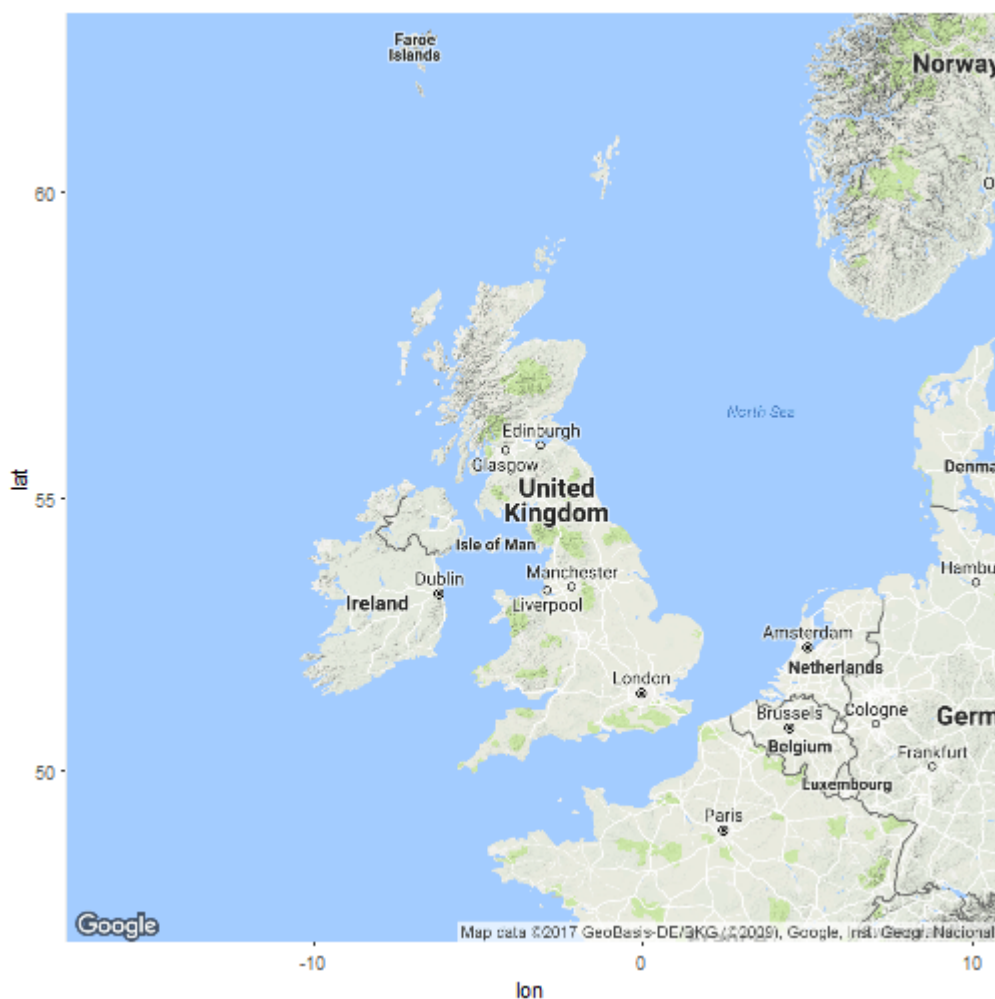 Faroe
Islands
Norway
60
North Sea
Edinburgh
Glasgow
lat
Denma
55
United
Kingdom
Isle of Man
Hambu
Manchester
Dublin
Liverpool
Ireland
Amsterdam
Netherlands
London
Brussels
Cologne
Germ
Belgium
Frankfurt
50
Luxembourg
Paris
Google
Map data ©2017 GeoBasis-DE/BKG (©2009), Google, Inst. Geogr. Nacional
-10
0
10
lon